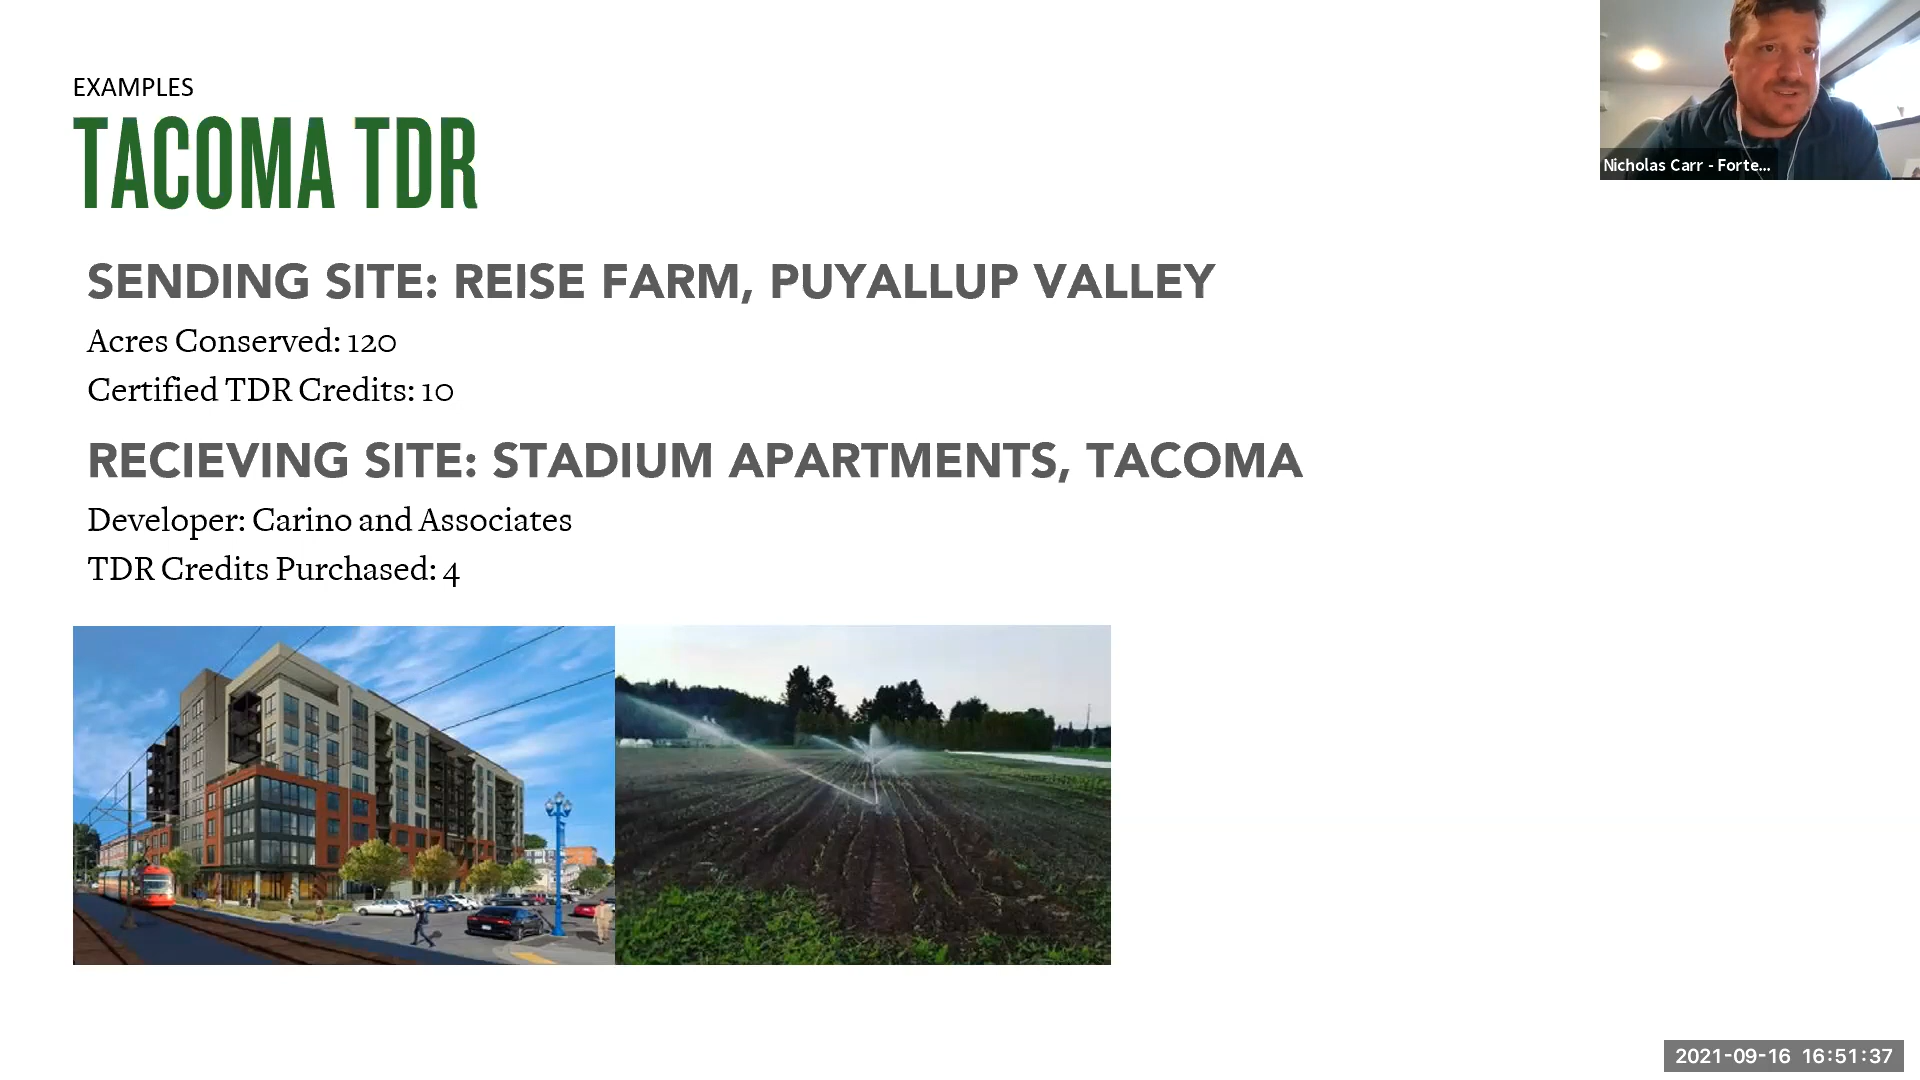 EXAMPLES
TACOMA TDR
SENDING SITE: REISE FARM, PUYALLUP VALLEY
Acres Conserved: 120
Certified TDR Credits: 10
RECIEVING SITE: STADIUM APARTMENTS, TACOMA
Developer: Carino and Associates
TDR Credits Purchased: 4
Nicholas Carr - Forte...
2021-09-16 16:51:37